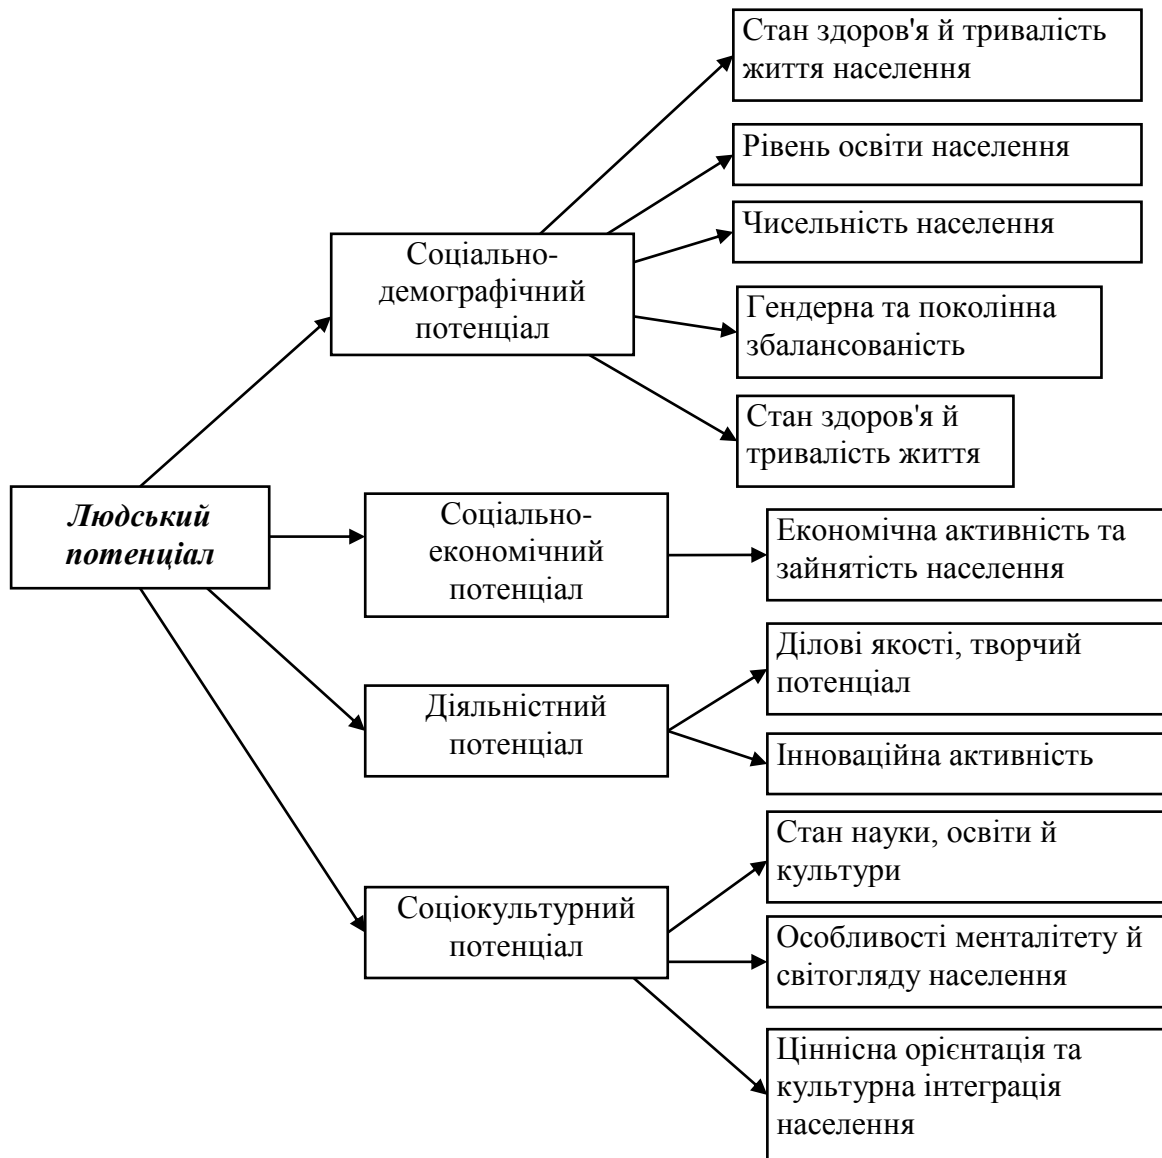 Стан здоров'я й тривалість
життя населення
Рівень освіти населення
Чисельність населення
Соціально-
демографічний
потенціал
Гендерна та поколінна
збалансованість
Стан здоров'я й
тривалість життя
Людський
потенціал
Соціально-
економічний
потенціал
Економічна активність та
зайнятість населення
Ділові якості, творчий
потенціал
Діяльністний
потенціал
Інноваційна активність
Стан науки, освіти й
культури
Соціокультурний
потенціал
Особливості менталітету й
світогляду населення
Ціннісна орієнтація та
культурна інтеграція
населення